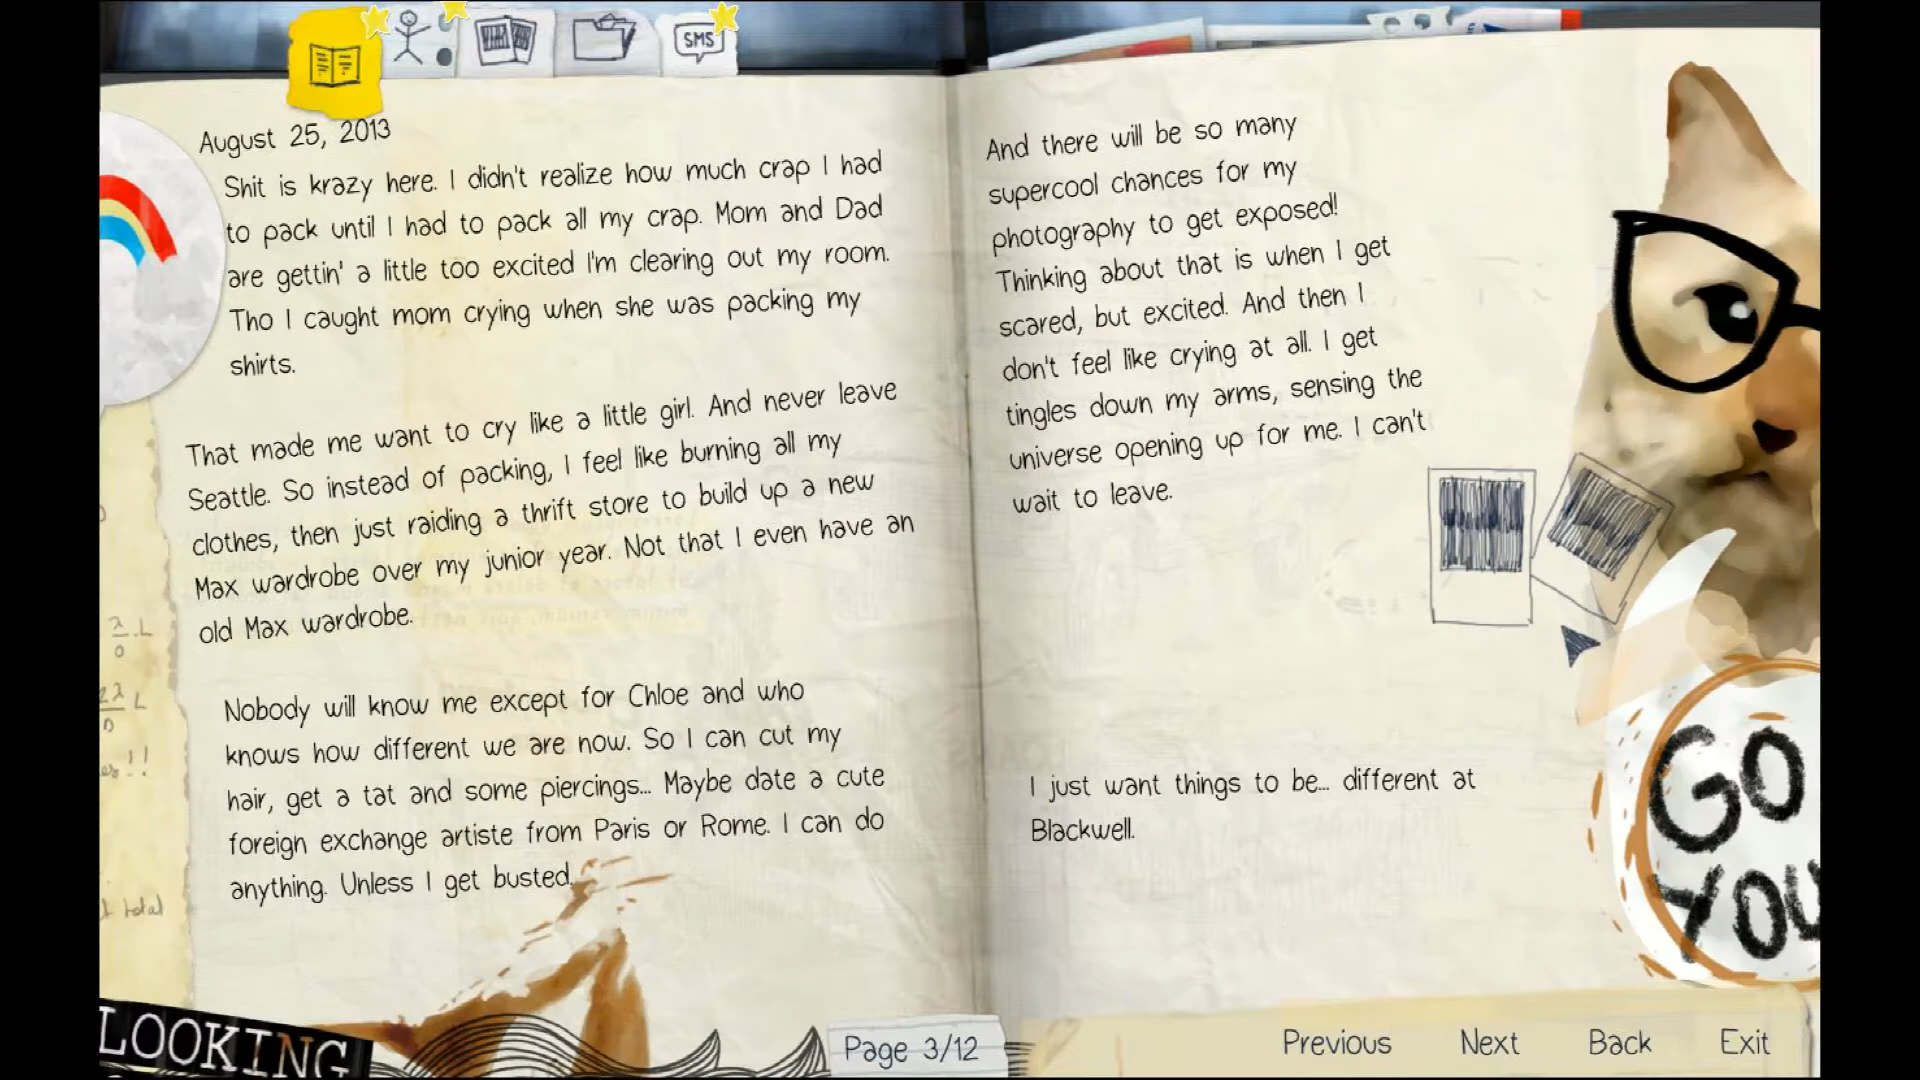 SMS
August 25, 2013
Shit is krazy here. I didn't realize how much crap I had
to pack until I had to pack all my crap. Mom and Dad
are gettin' a little too excited I'm clearing out my room.
Tho I caught mom crying when she was packing my
shirts.
That made me want to cry like a little girl. And never leave
Seattle. So instead of packing, I feel like burning all my
clothes, then just raiding a thrift store to build up a new
Max wardrobe over my junior year. Not that I even have an
old Max wardrobe.
Nobody will know me except for Chloe and who
knows how different we are now. So I can cut my
hair, get a tat and some piercings... Maybe date a cute
foreign exchange artiste from Paris or Rome. I can do
anything. Unless I get busted.
And there will be so many
supercool chances for my
photography to get exposed!
Thinking about that is when I get
scared, but excited. And then I
don't feel like crying at all. I get
tingles down my arms, sensing the
universe opening up for me. I can't
wait to leave.
I just want things to be... different at
Blackwell.
GO
YOU
total
LOOKING
Page 3/12
Previous Next Back Exit